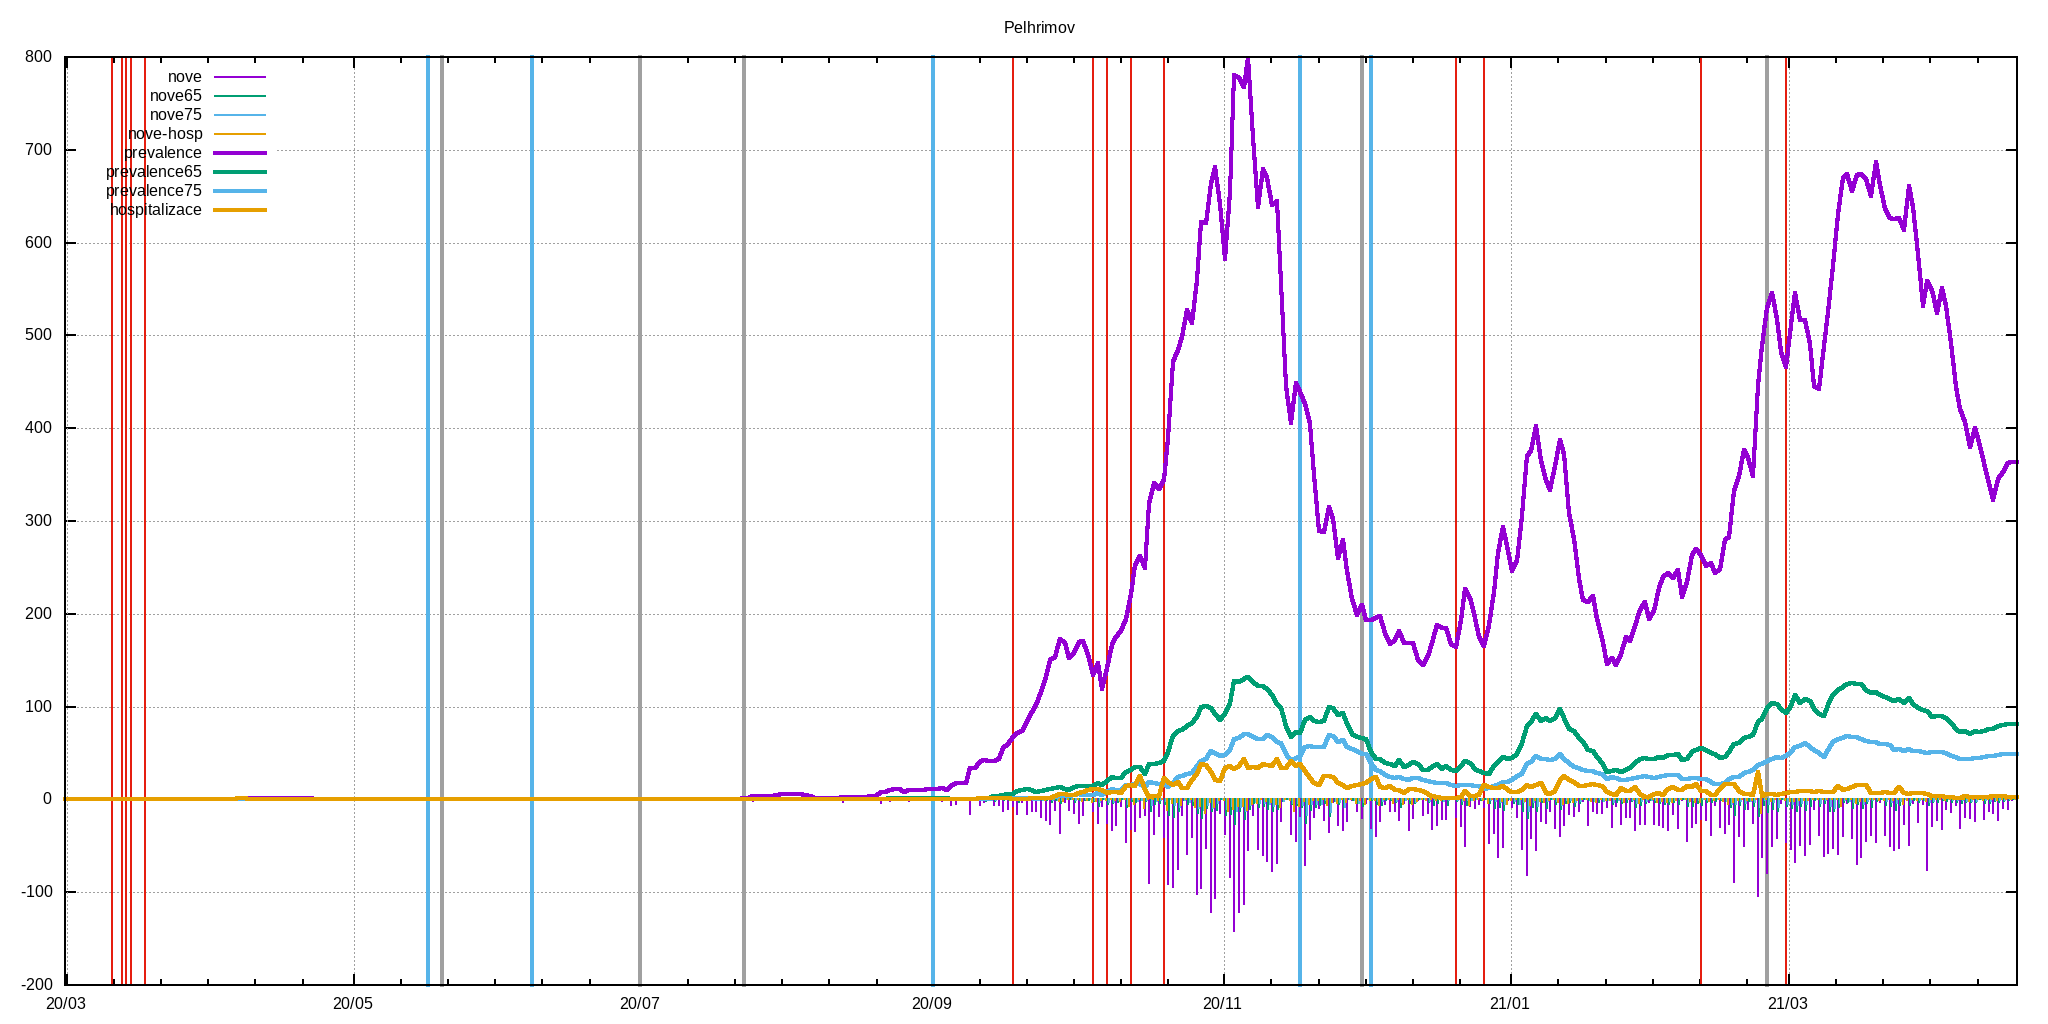 Pelhrimov
800
700
600
500
400
300
200
100
0
-100
-200
nove
nove65
nove75
nove-hosp
prevalence
prevalence65
prevalence75
hospitalizace
20/03 20/05 20/07 20/09 20/11 21/01 21/03